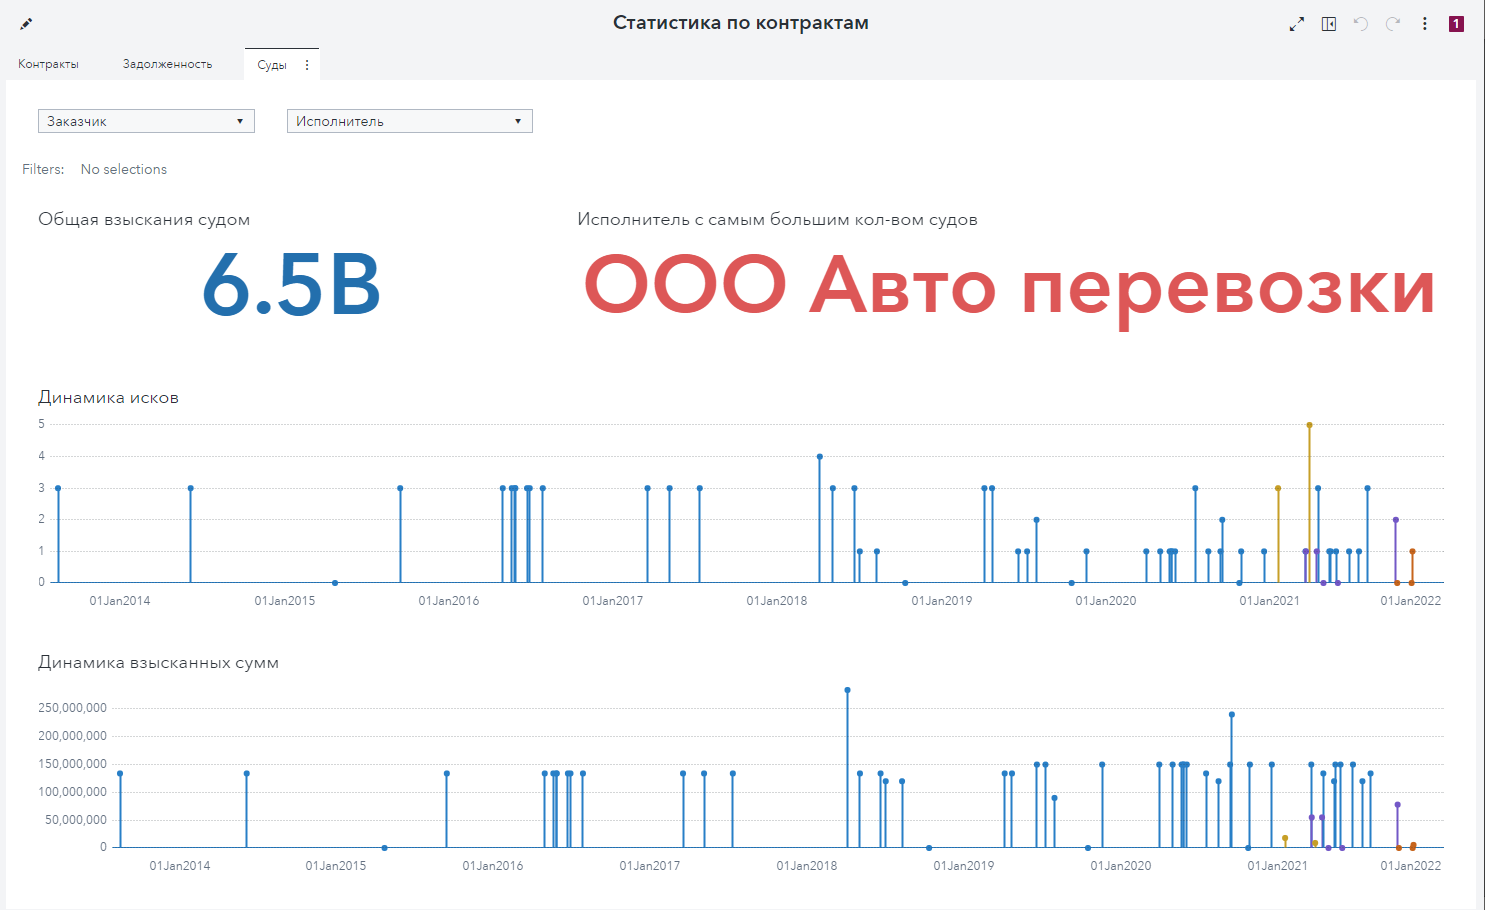 Статистика по контрактам
1
Контракты Задолженность Суды
Заказчик Исполнитель
Filters: No selections
Общая взыскания судом
6.5B
Исполнитель с самым большим кол-вом судов
ООО Авто перевозки
Динамика исков
5
4
3
2
1
0
01Jan2014 01Jan2015 01Jan2016 01Jan2017 01Jan2018 01Jan2019 01Jan2020 01Jan2021 01Jan2022
Динамика взысканных сумм
250,000,000
200,000,000
150,000,000
100,000,000
50,000,000
0
01Jan2014 01Jan2015 01Jan2016 01Jan2017 01Jan2018 01Jan2019 01Jan2020 01Jan2021 01Jan2022